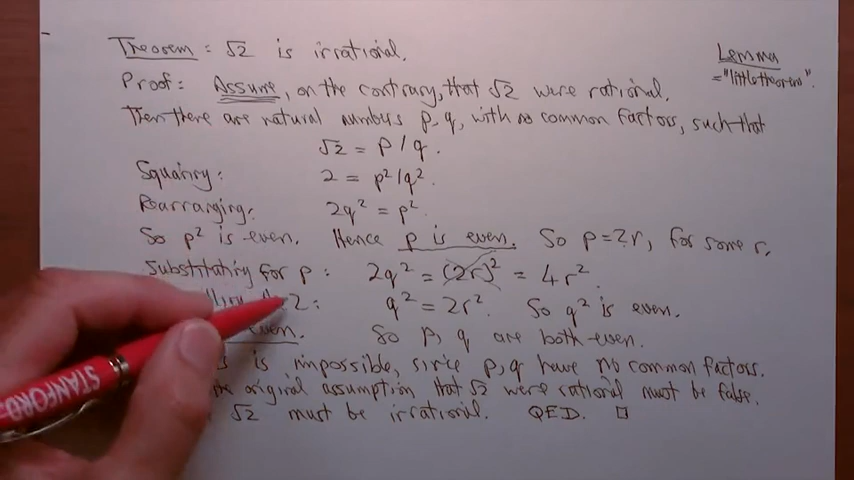 Theorem: √2 is irrational.
Lemma
= "little theorem".
Proof: Assume, on the contrary, that √2 were rational.
Then there are natural numbers p, q, with no common factors, such that
√2 = p/q.
Squaring: 2 = p²/q².
Rearranging: 2q² = p².
So p² is even. Hence p is even. So p=2r, for some r.
Substituting for p: 2q² = (2r)² = 4r².
2: q² = 2r². So q² is even.
even. So p, q are both even.
is impossible, since p, q have no common factors.
original assumption that √2 were rational must be false.
√2 must be irrational. QED. □
STANFORD